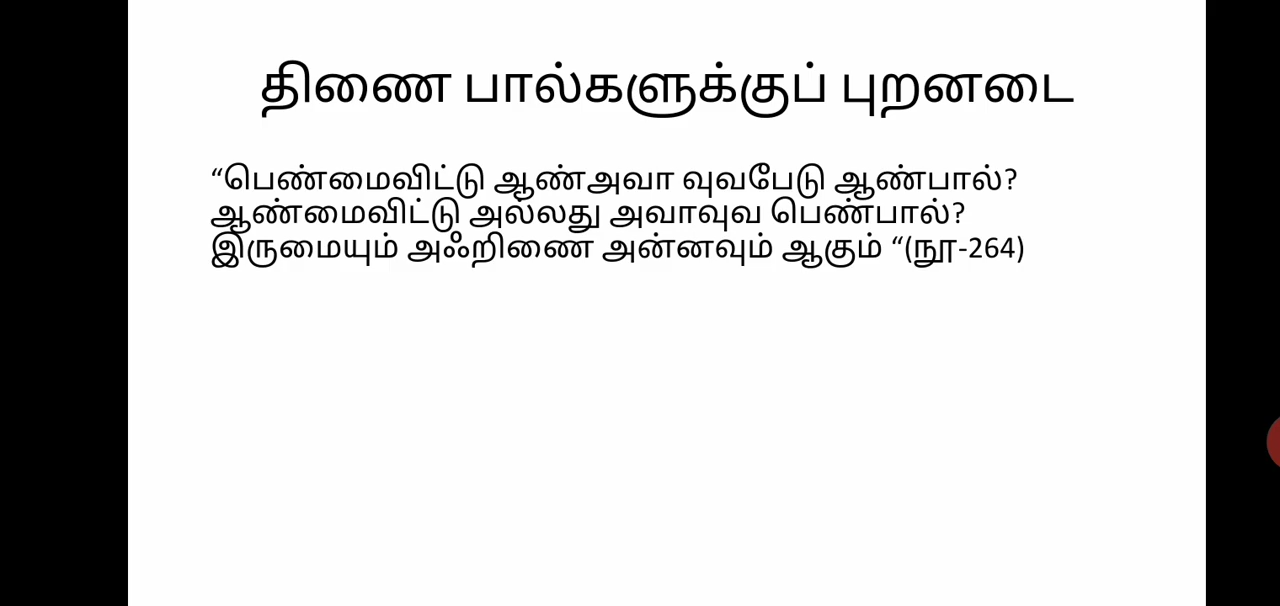 திணை பால்களுக்குப் புறனடை
“பெண்மைவிட்டு ஆண்அவா வுவபேடு ஆண்பால்?
ஆண்மைவிட்டு அல்லது அவாவுவ பெண்பால்?
இருமையும் அஃறிணை அன்னவும் ஆகும் “(நூ-264)